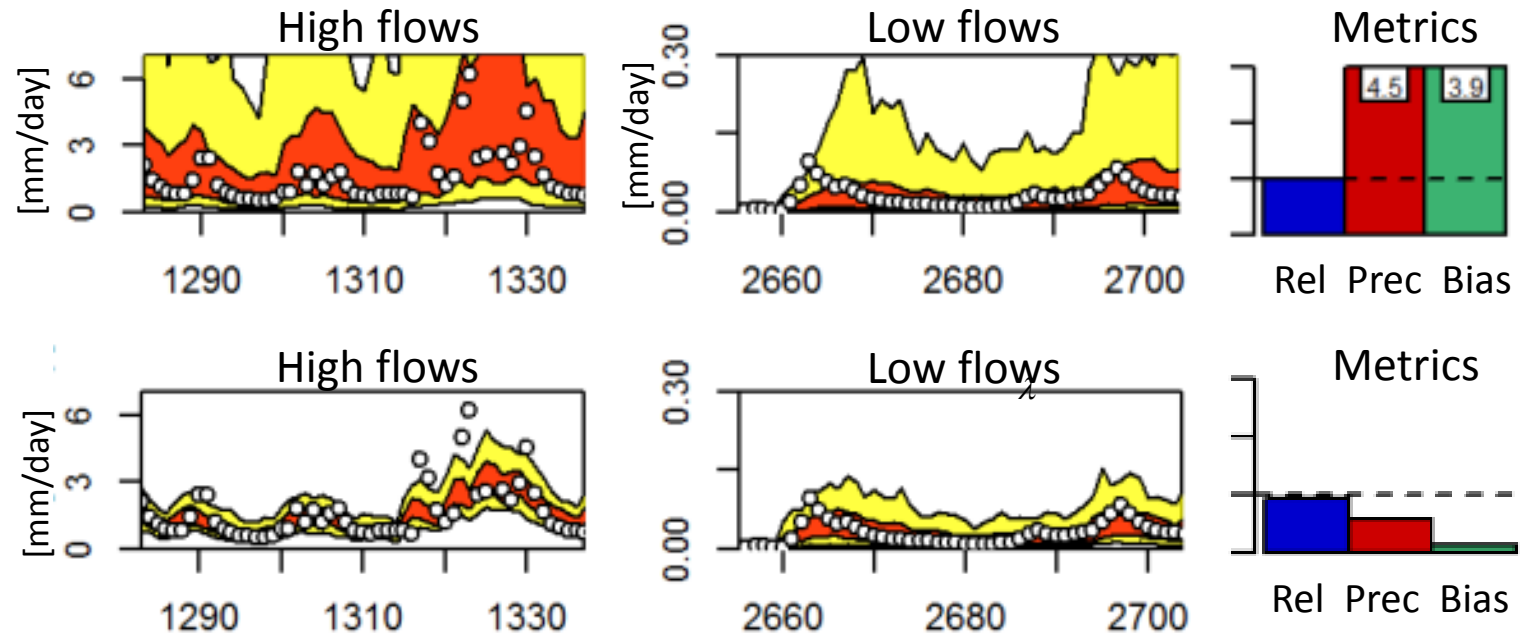 High flows Low flows Metrics
[mm/day] 0 3 6
1290 1310 1330
[mm/day] 0.00 0.30
2660 2680 2700
4.5 3.9
Rel Prec Bias
High flows Low flows Metrics
λ
[mm/day] 0 3 6
1290 1310 1330
0.00 0.30
2660 2680 2700
Rel Prec Bias